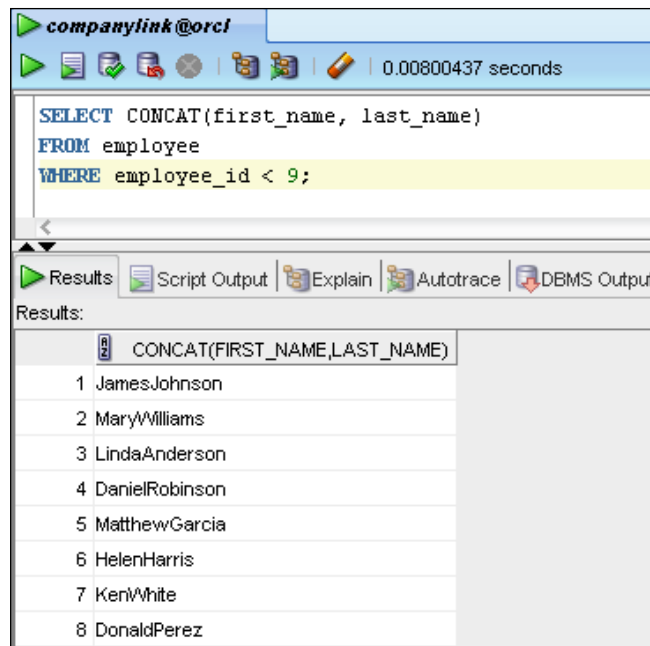 companylink@orcl
0.00800437 seconds
SELECT CONCAT(first_name, last_name)
FROM employee
WHERE employee_id < 9;
Results Script Output Explain Autotrace DBMS Output
Results:
CONCAT(FIRST_NAME,LAST_NAME)
1 JamesJohnson
2 MaryWilliams
3 LindaAnderson
4 DanielRobinson
5 MatthewGarcia
6 HelenHarris
7 KenWhite
8 DonaldPerez